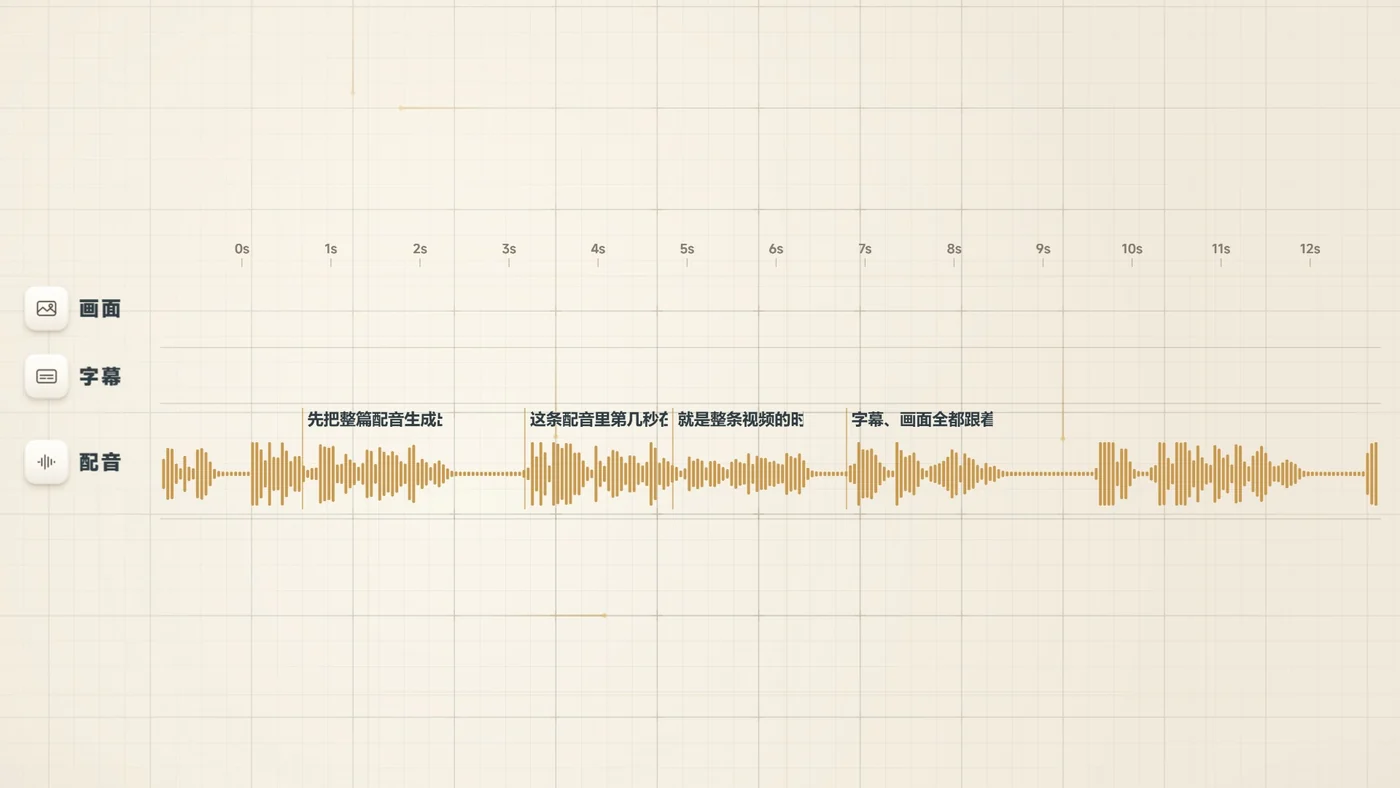 0s 1s 2s 3s 4s 5s 6s 7s 8s 9s 10s 11s 12s
画面
字幕
先把整篇配音生成 这条配音里第几秒 就是整条视频的 字幕、画面全都跟着
配音